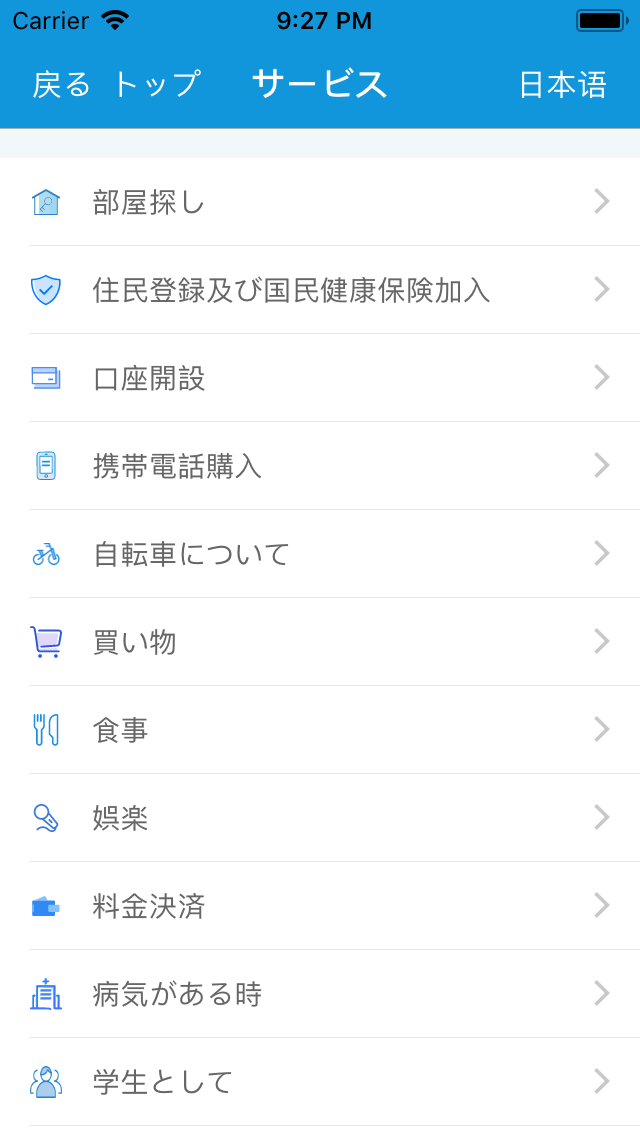 Carrier 9:27 PM
戻る トップ サービス 日本语
部屋探し
住民登録及び国民健康保険加入
口座開設
携帯電話購入
自転車について
買い物
食事
娯楽
料金決済
病気がある時
学生として